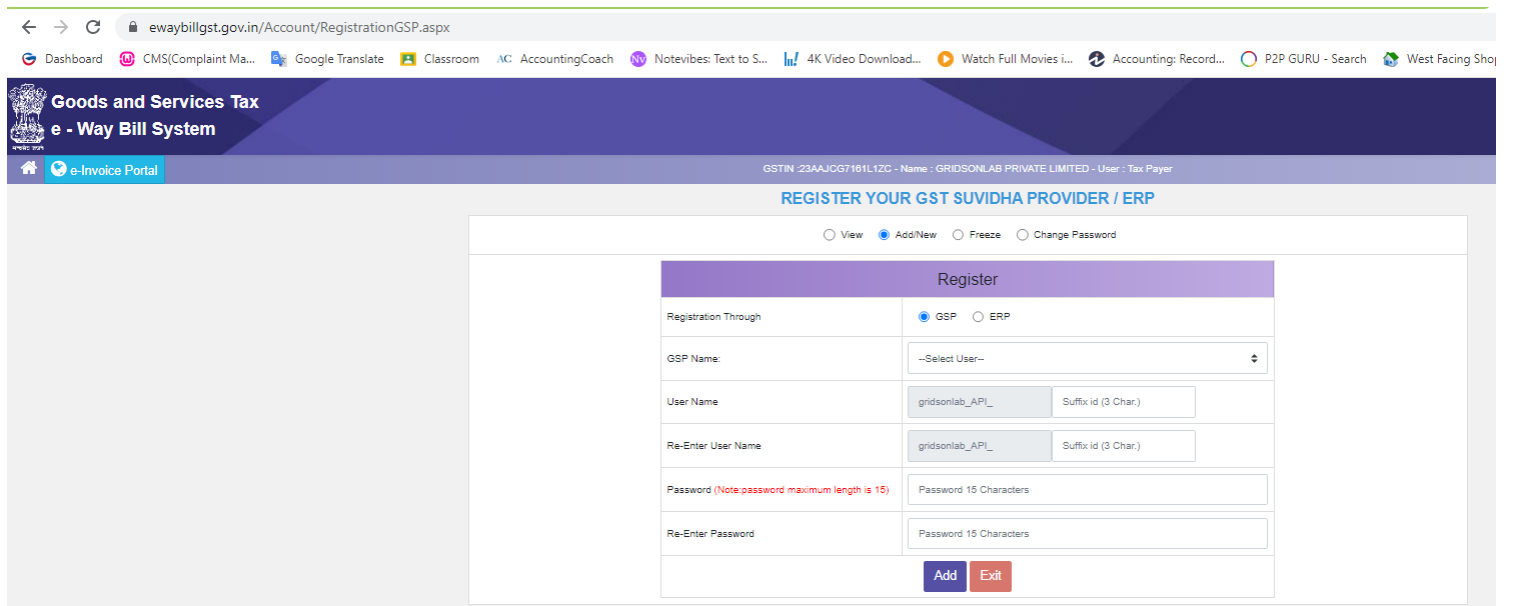 ewaybillgst.gov.in/Account/RegistrationGSP.aspx
Dashboard CMS(Complaint Ma... Google Translate Classroom AC AccountingCoach Nv Notevibes: Text to S... 4K Video Download... Watch Full Movies i... Accounting: Record... P2P GURU - Search West Facing Shop
Goods and Services Tax
e - Way Bill System
e-Invoice Portal GSTIN :23AAJCG7161L1ZC - Name : GRIDSONLAB PRIVATE LIMITED - User : Tax Payer
REGISTER YOUR GST SUVIDHA PROVIDER / ERP
View Add/New Freeze Change Password
Register
Registration Through GSP ERP
GSP Name: --Select User--
User Name gridsonlab_API_ Suffix id (3 Char.)
Re-Enter User Name gridsonlab_API_ Suffix id (3 Char.)
Password (Note:password maximum length is 15) Password 15 Characters
Re-Enter Password Password 15 Characters
Add Exit